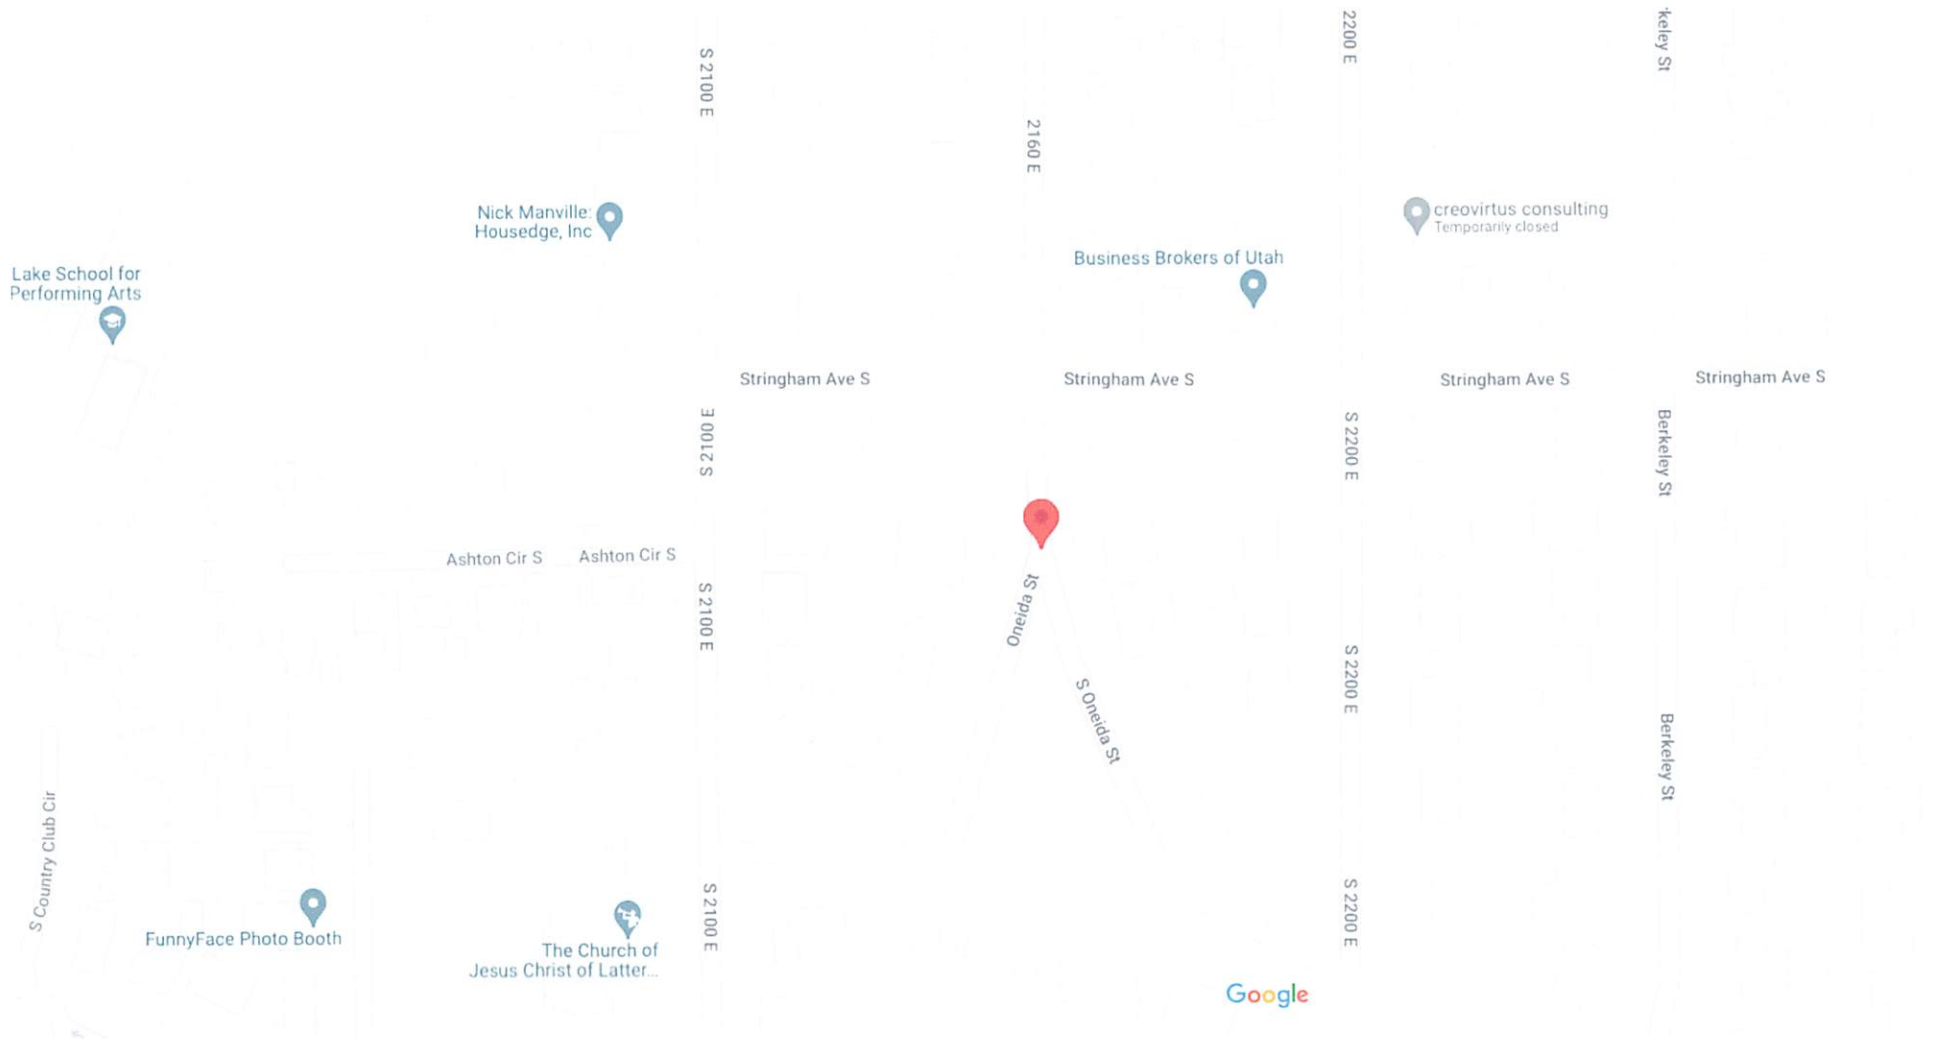 S 2100 E
2160 E
2200 E
keley St
Nick Manville:
Housedge, Inc
creovirtus consulting
Temporarily closed
Lake School for
Performing Arts
Business Brokers of Utah
Stringham Ave S
Stringham Ave S
Stringham Ave S
Stringham Ave S
S 2100 E
S 2200 E
Berkeley St
Ashton Cir S
Ashton Cir S
S 2100 E
Oneida St
S Oneida St
S 2200 E
Berkeley St
S Country Club Cir
FunnyFace Photo Booth
The Church of
Jesus Christ of Latter...
S 2100 E
S 2200 E
Google